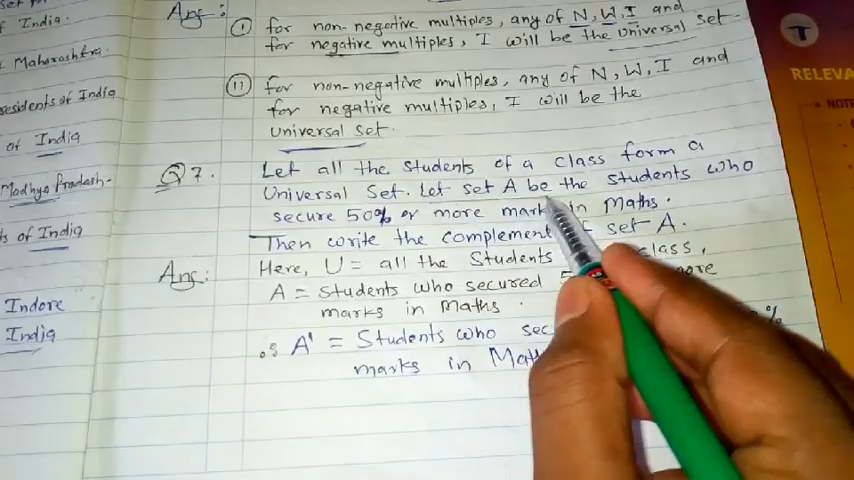 of India.
Maharashtra.
residents of India
of India
Madhya Pradesh.
ts of India
Indore
India
Ans:
(i) for non-negative multiples, any of N, W, I and
for negative multiples, I will be the universal set.
(ii) for non-negative multiples, any of N, W, I and
for negative multiples, I will be the
universal set.
Q7. Let all the students of a class form a
Universal set. Let set A be the students who
secure 50% or more marks in Maths.
Then write the complement of set A.
Ans: Here, U = all the students class,
A = students who secured more
marks in Maths.
∴ A' = Students who sec %
marks in Mat
T
RELEVA
NOTE